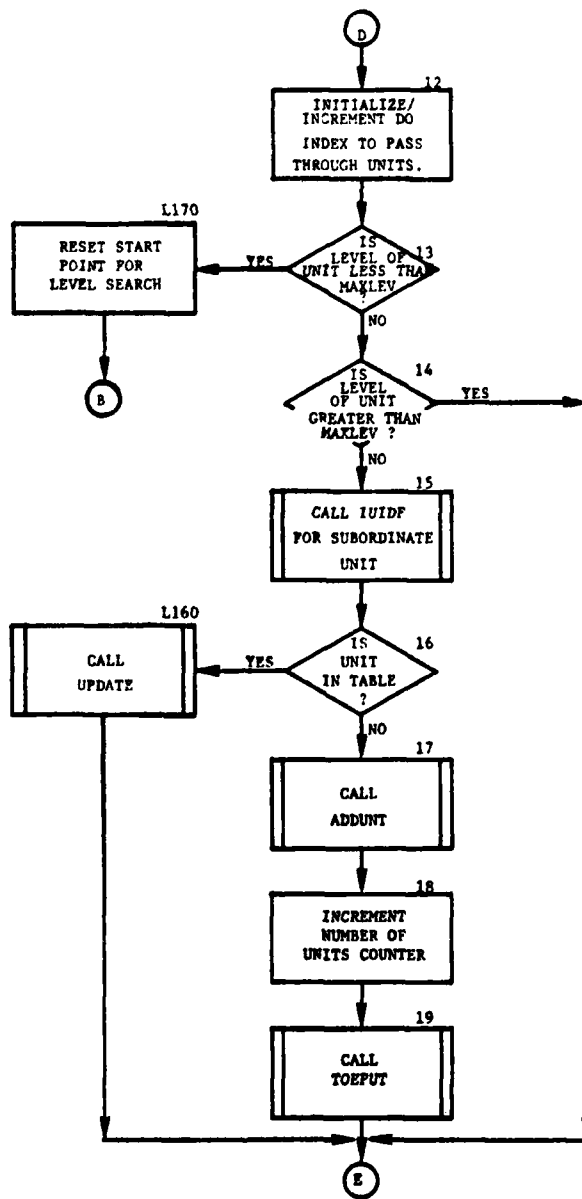 D
12
INITIALIZE/
INCREMENT DO
INDEX TO PASS
THROUGH UNITS.
L170
RESET START
POINT FOR
LEVEL SEARCH
YES
13
IS
LEVEL OF
UNIT LESS THAN
MAXLEV
?
NO
B
14
IS
LEVEL
OF UNIT
GREATER THAN
MAXLEV ?
YES
NO
15
CALL IUIDF
FOR SUBORDINATE
UNIT
L160
CALL
UPDATE
YES
16
IS
UNIT
IN TABLE
?
NO
17
CALL
ADDUNT
18
INCREMENT
NUMBER OF
UNITS COUNTER
19
CALL
TOEPUT
E